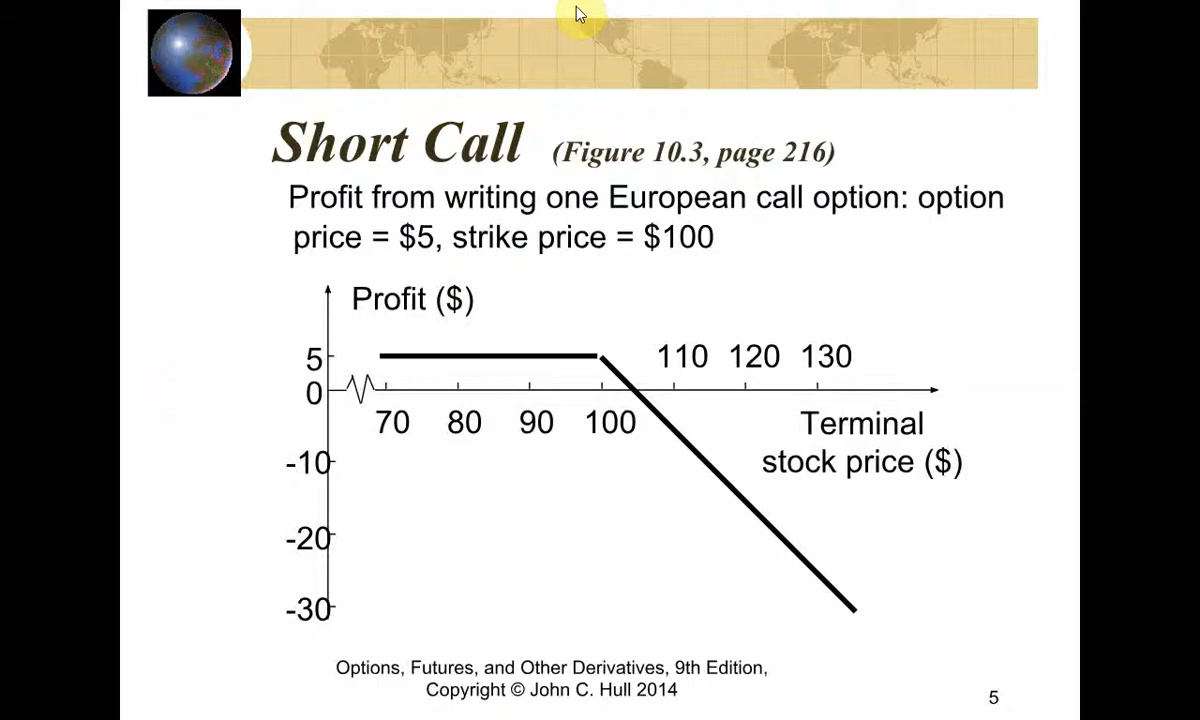 Short Call (Figure 10.3, page 216)
Profit from writing one European call option: option
price = $5, strike price = $100
Profit ($)
5
110 120 130
0
70 80 90 100
Terminal
stock price ($)
-10
-20
-30
Options, Futures, and Other Derivatives, 9th Edition,
Copyright © John C. Hull 2014
5